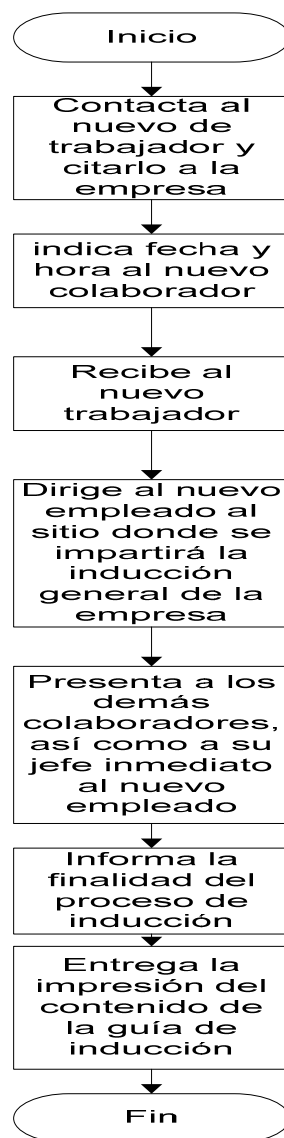 Inicio
Contacta al
nuevo de
trabajador y
citarlo a la
empresa
indica fecha y
hora al nuevo
colaborador
Recibe al
nuevo
trabajador
Dirige al nuevo
empleado al
sitio donde se
impartirá la
inducción
general de la
empresa
Presenta a los
demás
colaboradores,
así como a su
jefe inmediato
al nuevo
empleado
Informa la
finalidad del
proceso de
inducción
Entrega la
impresión del
contenido de
la guía de
inducción
Fin